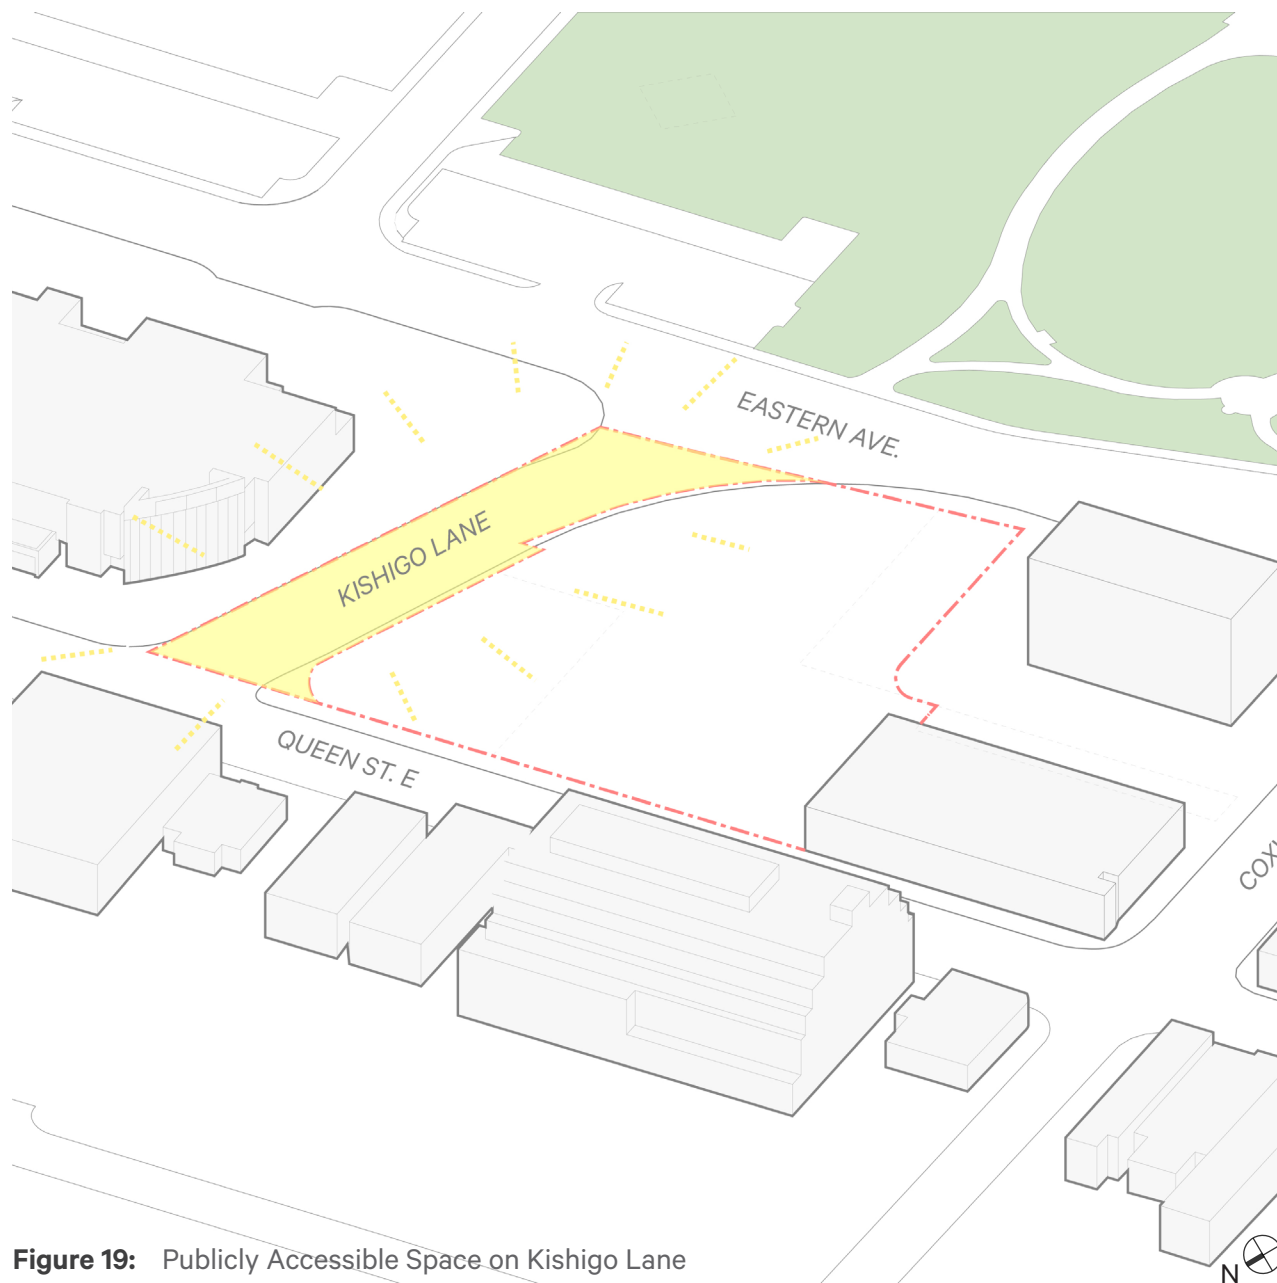 EASTERN AVE.
KISHIGO LANE
QUEEN ST. E
Figure 19: Publicly Accessible Space on Kishigo Lane
N